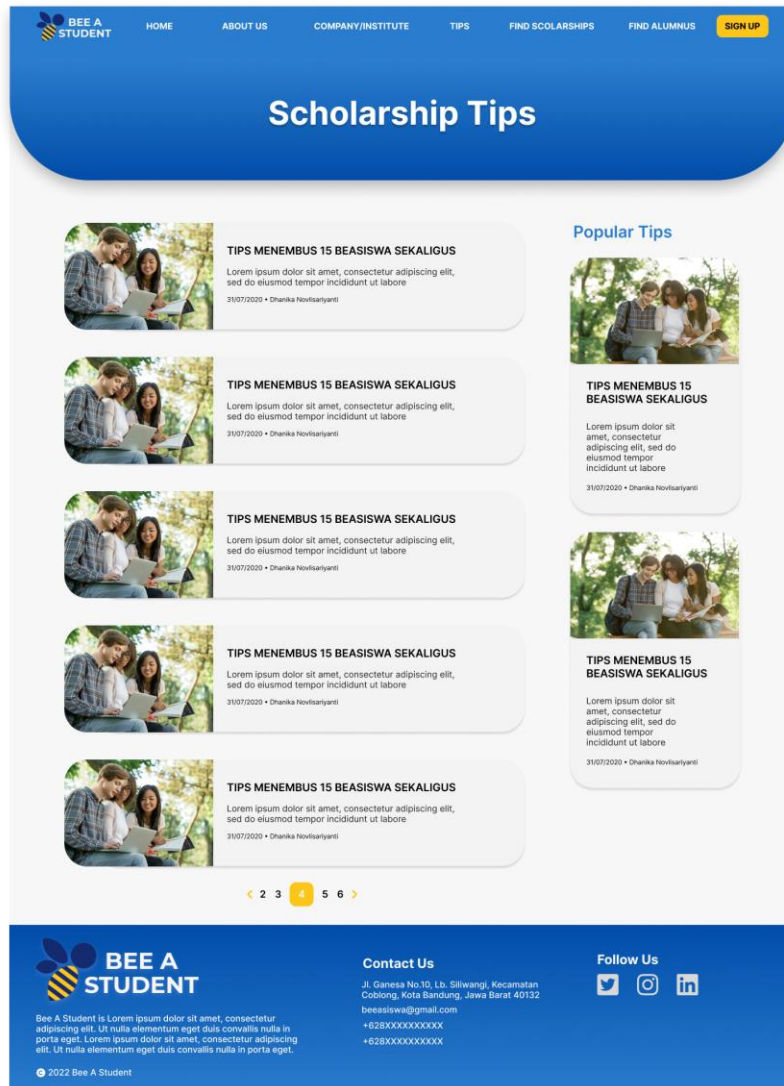 BEE A
STUDENT
HOME
ABOUT US
COMPANY/INSTITUTE
TIPS
FIND SCOLARSHIPS
FIND ALUMNUS
SIGN UP
Scholarship Tips
TIPS MENEMBUS 15 BEASISWA SEKALIGUS
Lorem ipsum dolor sit amet, consectetur adipiscing elit,
sed do eiusmod tempor incididunt ut labore
31/07/2020 • Dhanika Novlisariyanti
TIPS MENEMBUS 15 BEASISWA SEKALIGUS
Lorem ipsum dolor sit amet, consectetur adipiscing elit,
sed do eiusmod tempor incididunt ut labore
31/07/2020 • Dhanika Novlisariyanti
TIPS MENEMBUS 15 BEASISWA SEKALIGUS
Lorem ipsum dolor sit amet, consectetur adipiscing elit,
sed do eiusmod tempor incididunt ut labore
31/07/2020 • Dhanika Novlisariyanti
TIPS MENEMBUS 15 BEASISWA SEKALIGUS
Lorem ipsum dolor sit amet, consectetur adipiscing elit,
sed do eiusmod tempor incididunt ut labore
31/07/2020 • Dhanika Novlisariyanti
TIPS MENEMBUS 15 BEASISWA SEKALIGUS
Lorem ipsum dolor sit amet, consectetur adipiscing elit,
sed do eiusmod tempor incididunt ut labore
31/07/2020 • Dhanika Novlisariyanti
< 2 3 4 5 6 >
Popular Tips
TIPS MENEMBUS 15
BEASISWA SEKALIGUS
Lorem ipsum dolor sit
amet, consectetur
adipiscing elit, sed do
eiusmod tempor
incididunt ut labore
31/07/2020 • Dhanika Novlisariyanti
TIPS MENEMBUS 15
BEASISWA SEKALIGUS
Lorem ipsum dolor sit
amet, consectetur
adipiscing elit, sed do
eiusmod tempor
incididunt ut labore
31/07/2020 • Dhanika Novlisariyanti
BEE A
STUDENT
Bee A Student is Lorem ipsum dolor sit amet, consectetur
adipiscing elit. Ut nulla elementum eget duis convallis nulla in
porta eget. Lorem ipsum dolor sit amet, consectetur adipiscing
elit. Ut nulla elementum eget duis convallis nulla in porta eget.
© 2022 Bee A Student
Contact Us
Jl. Ganesa No.10, Lb. Siliwangi, Kecamatan
Coblong, Kota Bandung, Jawa Barat 40132
beeasiswa@gmail.com
+628XXXXXXXXXX
+628XXXXXXXXXX
Follow Us
in